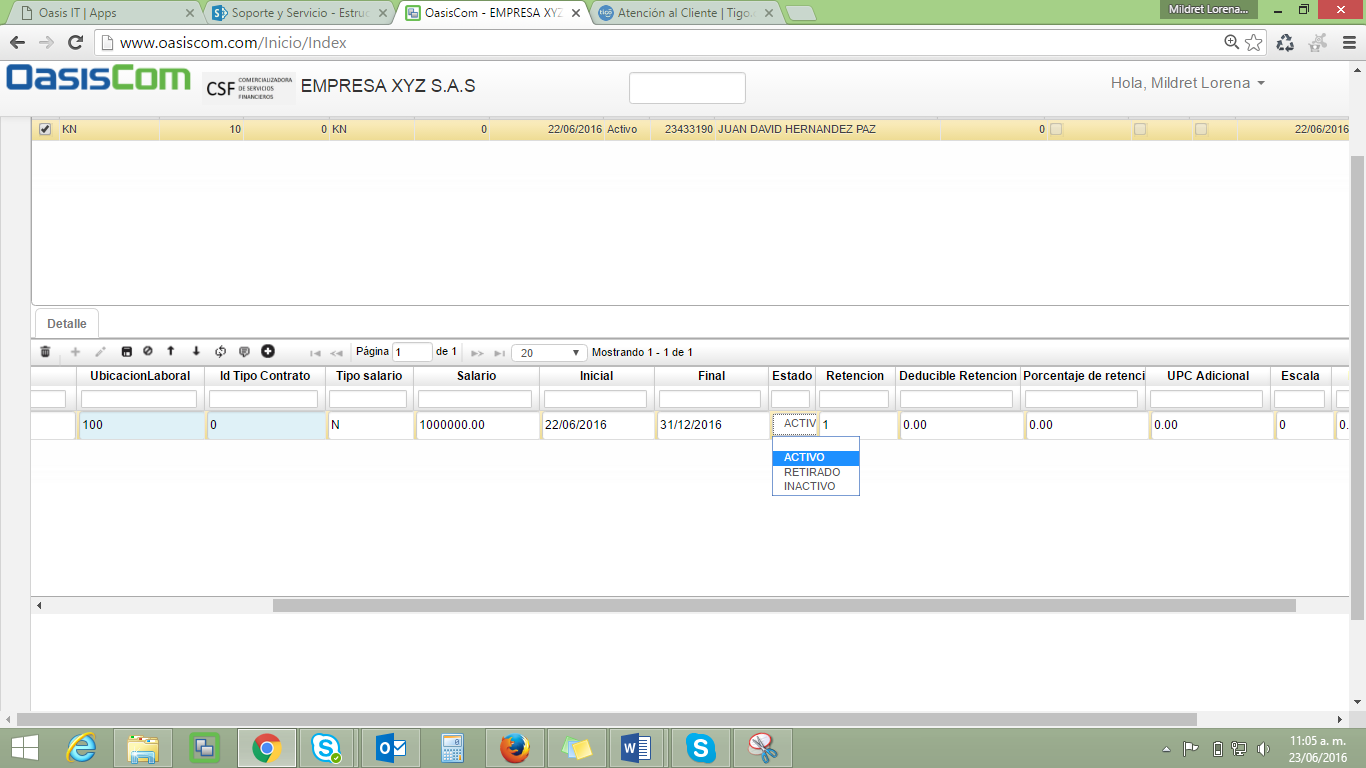 Oasis IT | Apps
Soporte y Servicio - Estruc
OasisCom - EMPRESA XYZ
Atención al Cliente | Tigo.
Mildret Lorena...
www.oasiscom.com/Inicio/Index
OasisCom
CSF COMERCIALIZADORA DE SERVICIOS FINANCIEROS
EMPRESA XYZ S.A.S
Hola, Mildret Lorena
KN 10 0 KN 0 22/06/2016 Activo 23433190 JUAN DAVID HERNANDEZ PAZ 0 22/06/2016
Detalle
Página 1 de 1 20 Mostrando 1 - 1 de 1
UbicacionLaboral Id Tipo Contrato Tipo salario Salario Inicial Final Estado Retencion Deducible Retencion Porcentaje de retenci UPC Adicional Escala
100 0 N 1000000.00 22/06/2016 31/12/2016 ACTIV 1 0.00 0.00 0.00 0 0.
ACTIVO
RETIRADO
INACTIVO
11:05 a. m.
23/06/2016